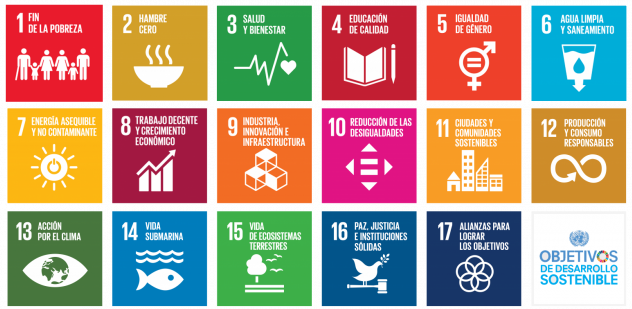 1 FIN
DE LA POBREZA
2 HAMBRE
CERO
3 SALUD
Y BIENESTAR
4 EDUCACIÓN
DE CALIDAD
5 IGUALDAD
DE GÉNERO
6 AGUA LIMPIA
Y SANEAMIENTO
7 ENERGÍA ASEQUIBLE
Y NO CONTAMINANTE
8 TRABAJO DECENTE
Y CRECIMIENTO
ECONÓMICO
9 INDUSTRIA,
INNOVACIÓN E
INFRAESTRUCTURA
10 REDUCCIÓN DE LAS
DESIGUALDADES
11 CIUDADES Y
COMUNIDADES
SOSTENIBLES
12 PRODUCCIÓN
Y CONSUMO
RESPONSABLES
13 ACCIÓN
POR EL CLIMA
14 VIDA
SUBMARINA
15 VIDA
DE ECOSISTEMAS
TERRESTRES
16 PAZ, JUSTICIA
E INSTITUCIONES
SÓLIDAS
17 ALIANZAS PARA
LOGRAR
LOS OBJETIVOS
OBJETIVOS
DE DESARROLLO
SOSTENIBLE